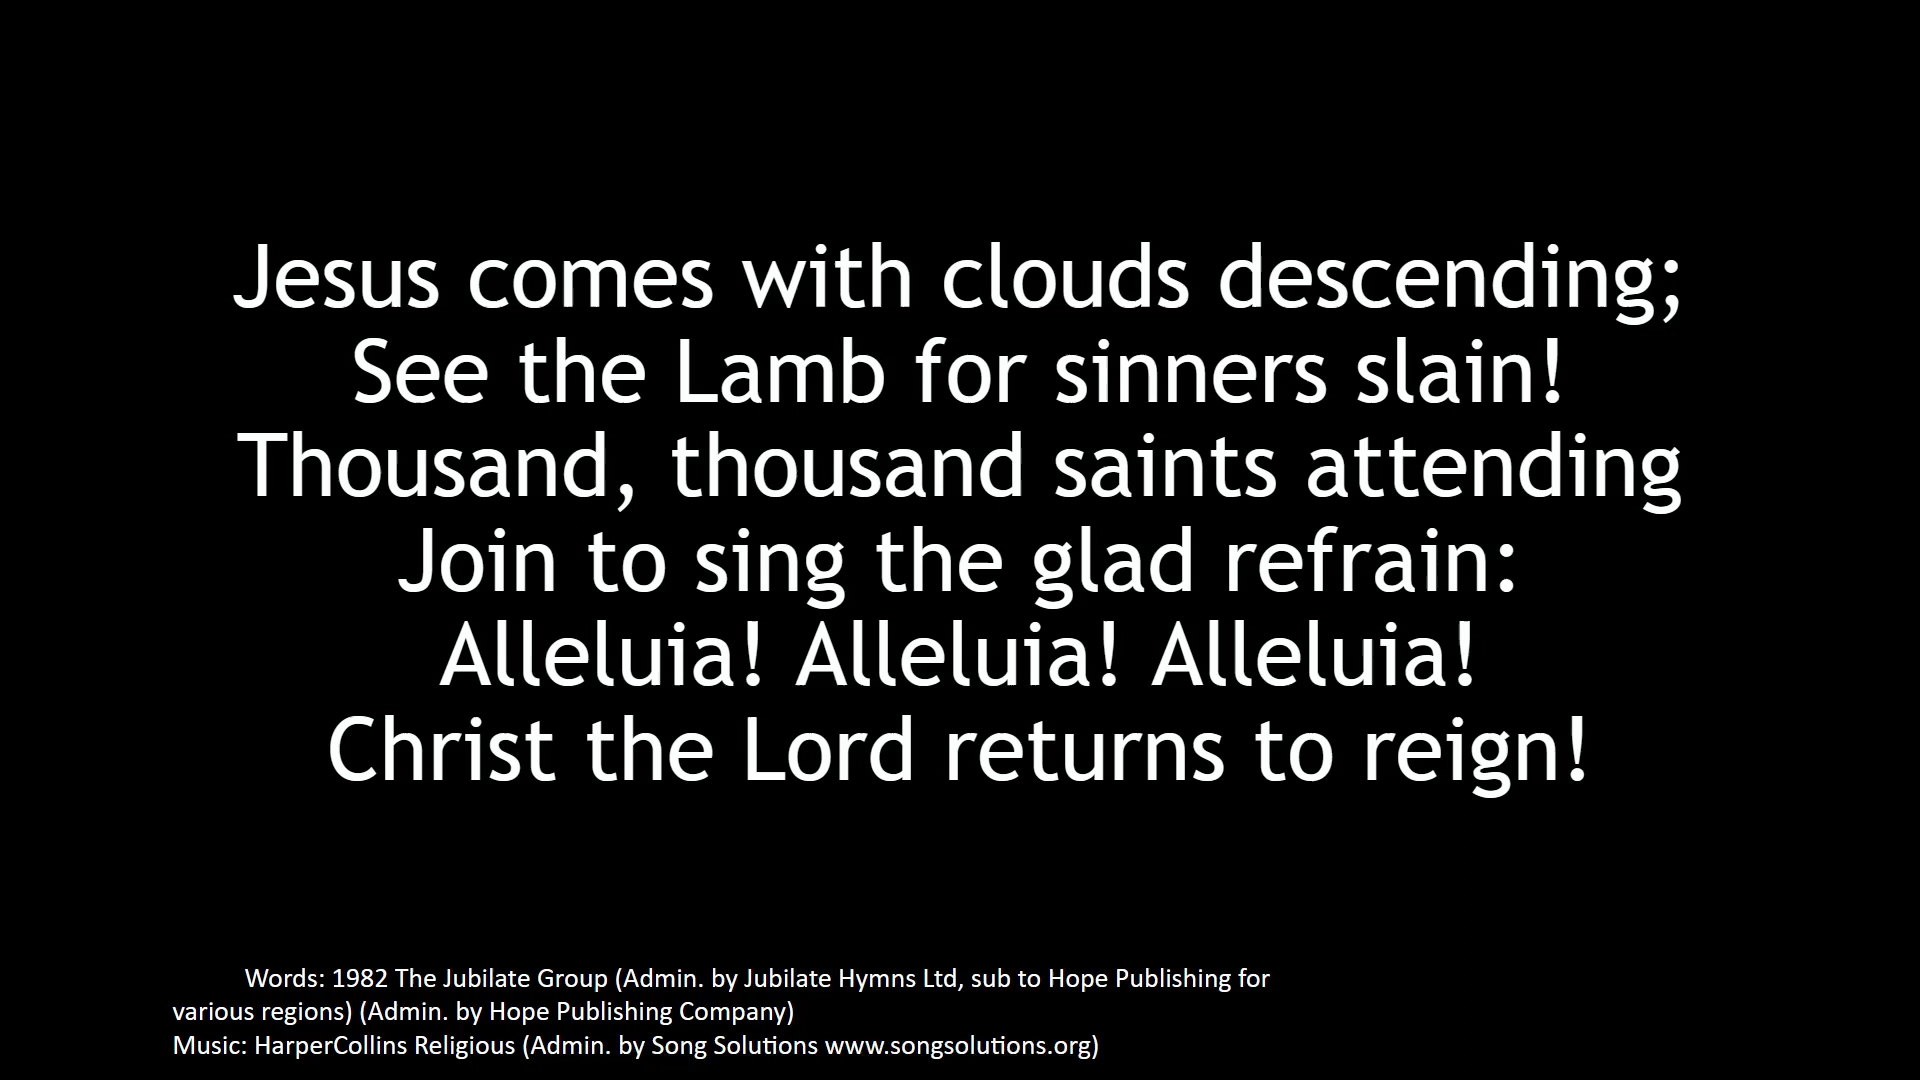 Jesus comes with clouds descending;
See the Lamb for sinners slain!
Thousand, thousand saints attending
Join to sing the glad refrain:
Alleluia! Alleluia! Alleluia!
Christ the Lord returns to reign!
Words: 1982 The Jubilate Group (Admin. by Jubilate Hymns Ltd, sub to Hope Publishing for
various regions) (Admin. by Hope Publishing Company)
Music: HarperCollins Religious (Admin. by Song Solutions www.songsolutions.org)